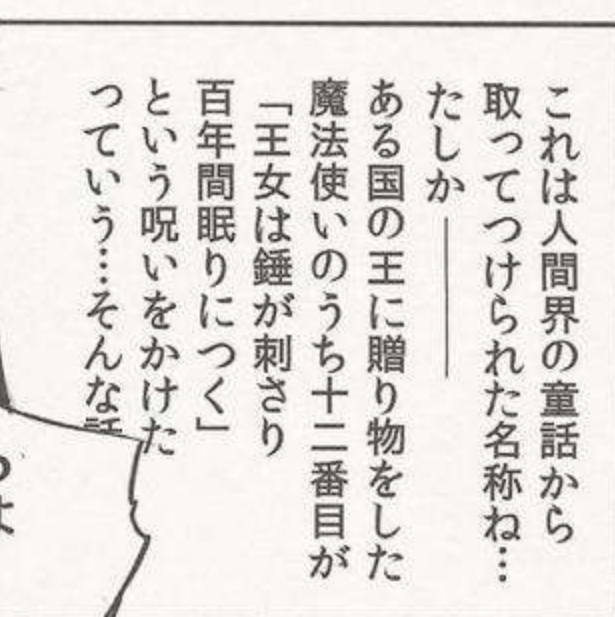 これは人間界の童話から
取ってつけられた名称ね…
たしか――
ある国の王に贈り物をした
魔法使いのうち十二番目が
「王女は錘が刺さり
百年間眠りにつく」
という呪いをかけた
っていう…そんな話